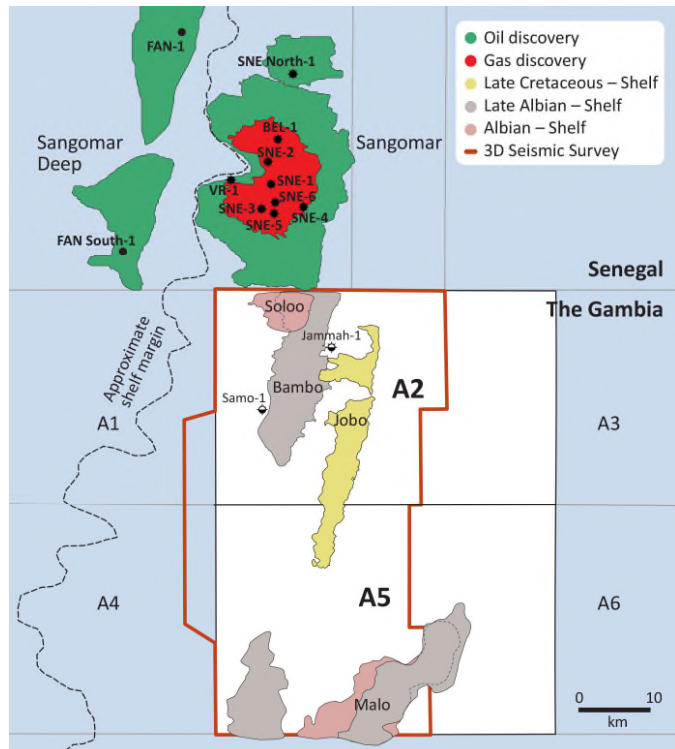 FAN-1
SNE North-1
Oil discovery
Gas discovery
Late Cretaceous – Shelf
Late Albian – Shelf
Albian – Shelf
3D Seismic Survey
BEL-1
Sangomar
Deep
SNE-2
Sangomar
VR-1
SNE-1
SNE-6
SNE-3
SNE-4
SNE-5
FAN South-1
Senegal
The Gambia
Soloo
Jammah-1
Approximate
shelf margin
Bambo
A2
Samo-1
A1
Jobo
A3
A4
A5
A6
Malo
0 10
km